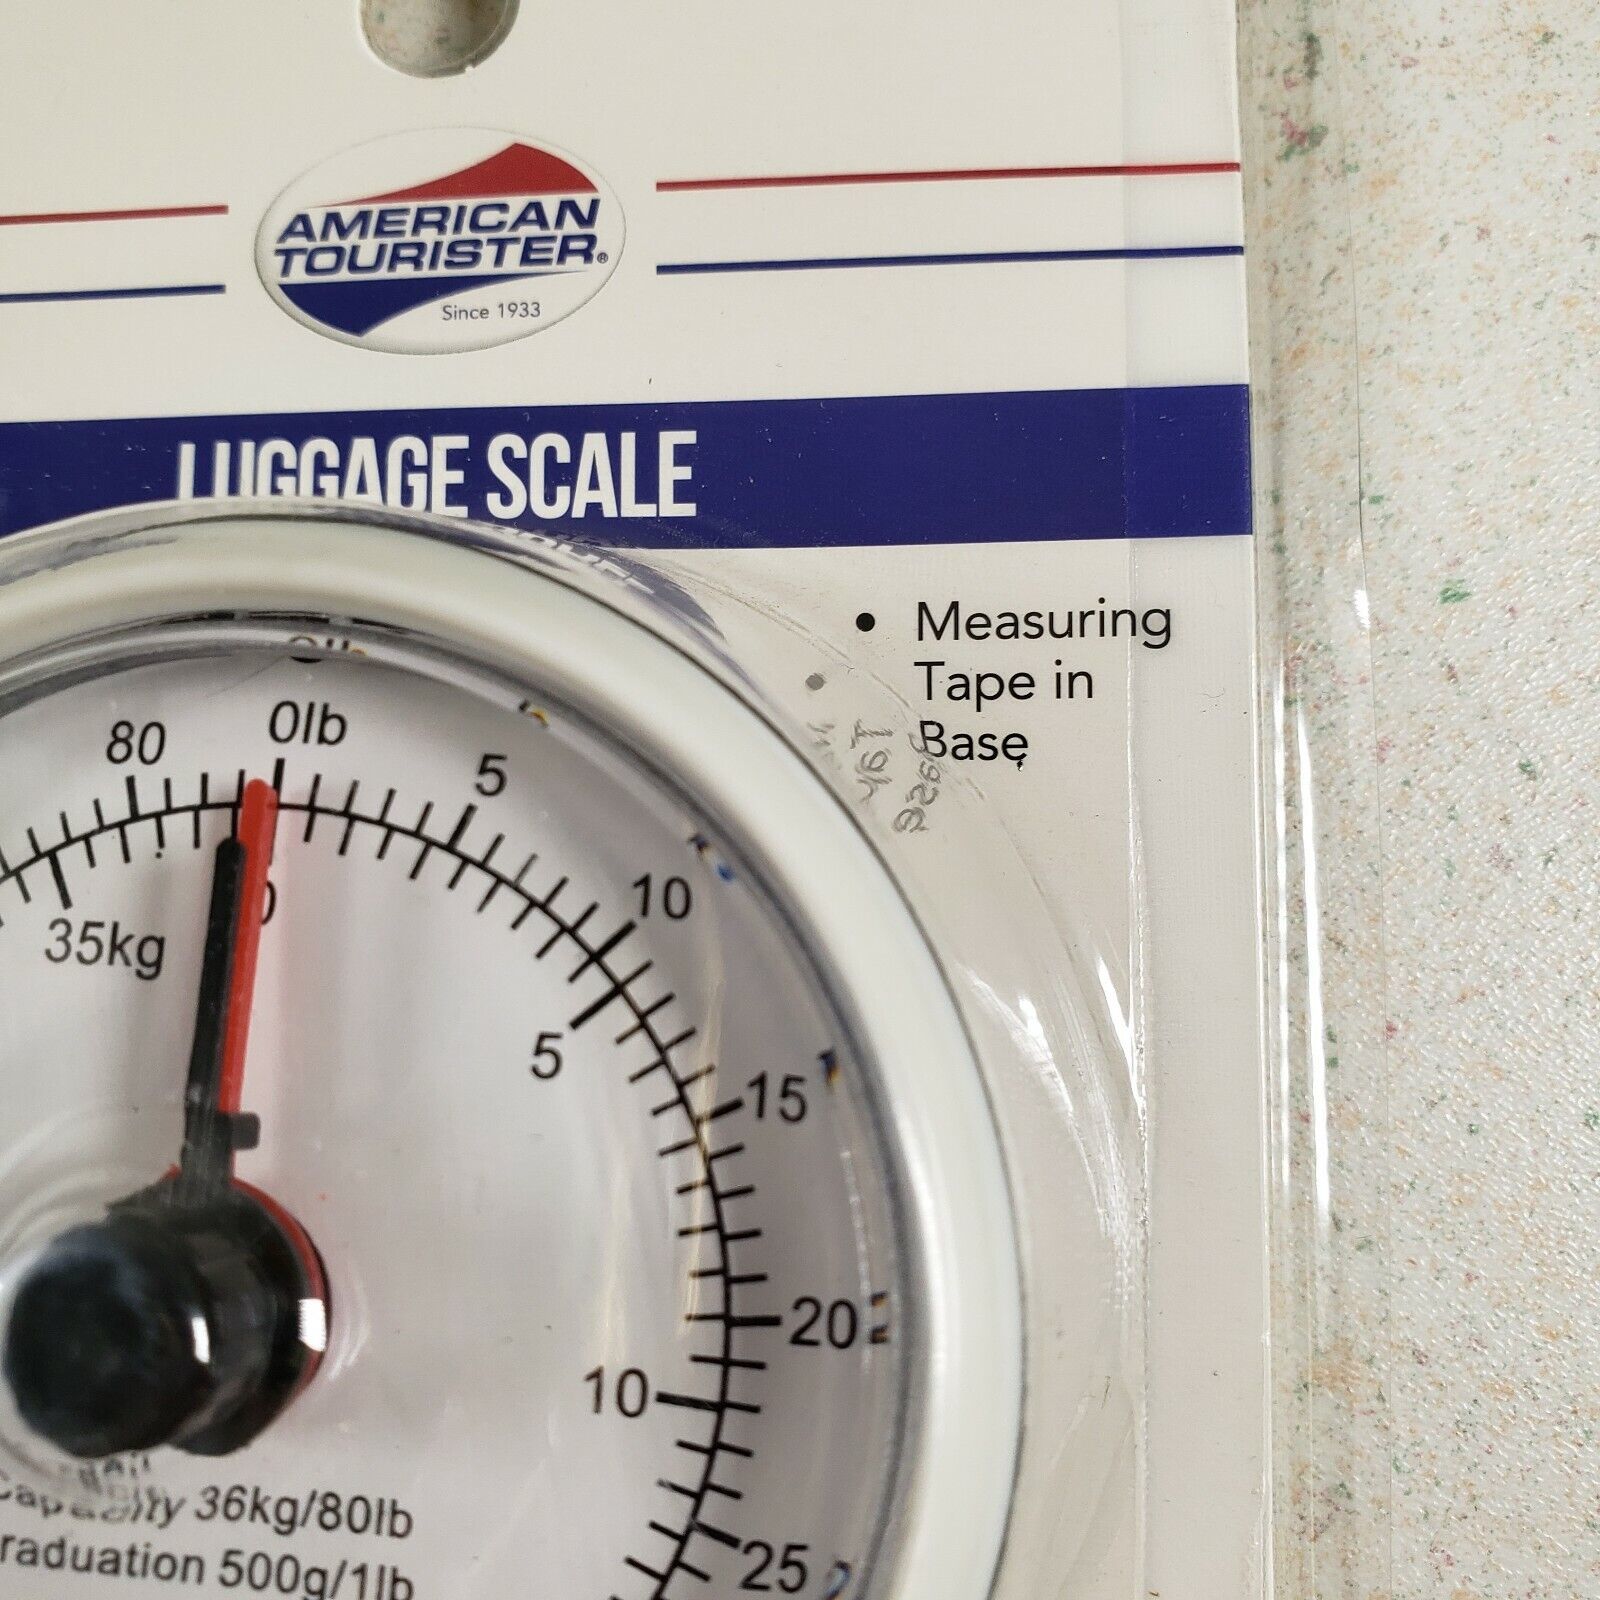 AMERICAN
TOURISTER®
Since 1933
LUGGAGE SCALE
• Measuring
Tape in
Base
80
0lb
5
10
15
20
25
35kg
0
5
10
Capacity 36kg/80lb
raduation 500g/1lb